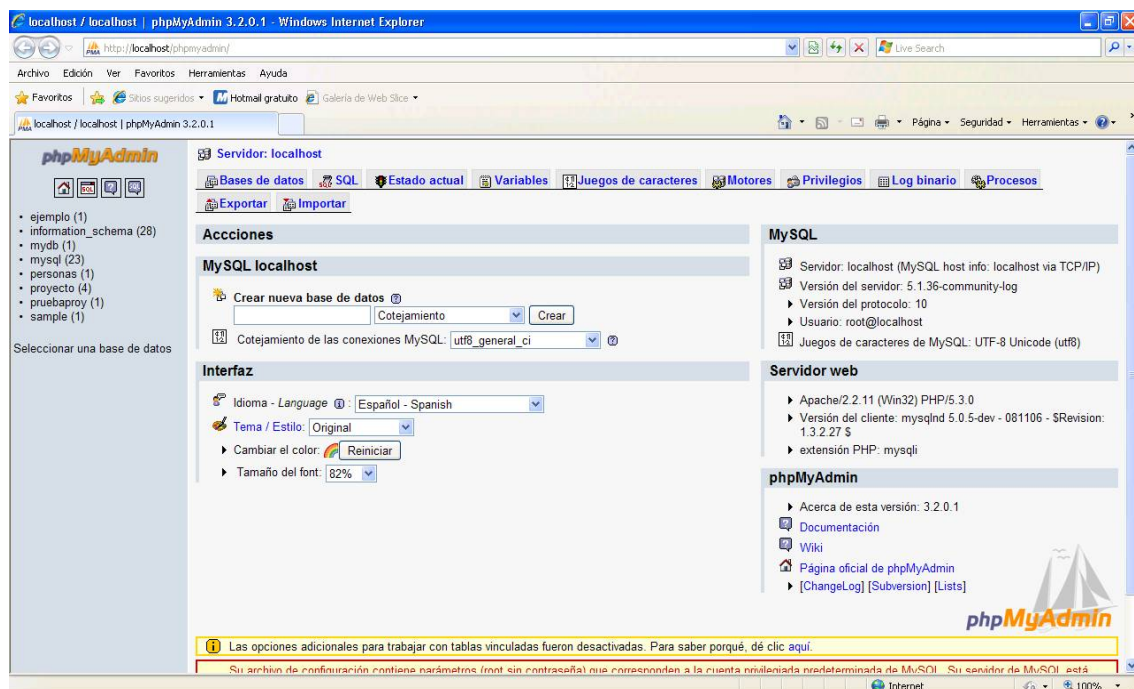 localhost / localhost | phpMyAdmin 3.2.0.1 - Windows Internet Explorer
http://localhost/phpmyadmin/
Live Search
Archivo Edición Ver Favoritos Herramientas Ayuda
Favoritos Sitios sugeridos Hotmail gratuito Galería de Web Slice
localhost / localhost | phpMyAdmin 3.2.0.1
Página Seguridad Herramientas
phpMyAdmin
SQL
ejemplo (1)
information_schema (28)
mydb (1)
mysql (23)
personas (1)
proyecto (4)
pruebaproy (1)
sample (1)
Seleccionar una base de datos
Servidor: localhost
Bases de datos SQL Estado actual Variables Juegos de caracteres Motores Privilegios Log binario Procesos
Exportar Importar
Accciones
MySQL localhost
Crear nueva base de datos
Cotejamiento Crear
Cotejamiento de las conexiones MySQL: utf8_general_ci
Interfaz
Idioma - Language : Español - Spanish
Tema / Estilo: Original
Cambiar el color: Reiniciar
Tamaño del font: 82%
MySQL
Servidor: localhost (MySQL host info: localhost via TCP/IP)
Versión del servidor: 5.1.36-community-log
Versión del protocolo: 10
Usuario: root@localhost
Juegos de caracteres de MySQL: UTF-8 Unicode (utf8)
Servidor web
Apache/2.2.11 (Win32) PHP/5.3.0
Versión del cliente: mysqlnd 5.0.5-dev - 081106 - $Revision:
1.3.2.27 $
extensión PHP: mysqli
phpMyAdmin
Acerca de esta versión: 3.2.0.1
Documentación
Wiki
Página oficial de phpMyAdmin
[ChangeLog] [Subversion] [Lists]
phpMyAdmin
Las opciones adicionales para trabajar con tablas vinculadas fueron desactivadas. Para saber porqué, dé clic aquí.
Su archivo de configuración contiene parámetros (root sin contraseña) que corresponden a la cuenta privilegiada predeterminada de MySQL. Su servidor de MySQL está
Internet 100%